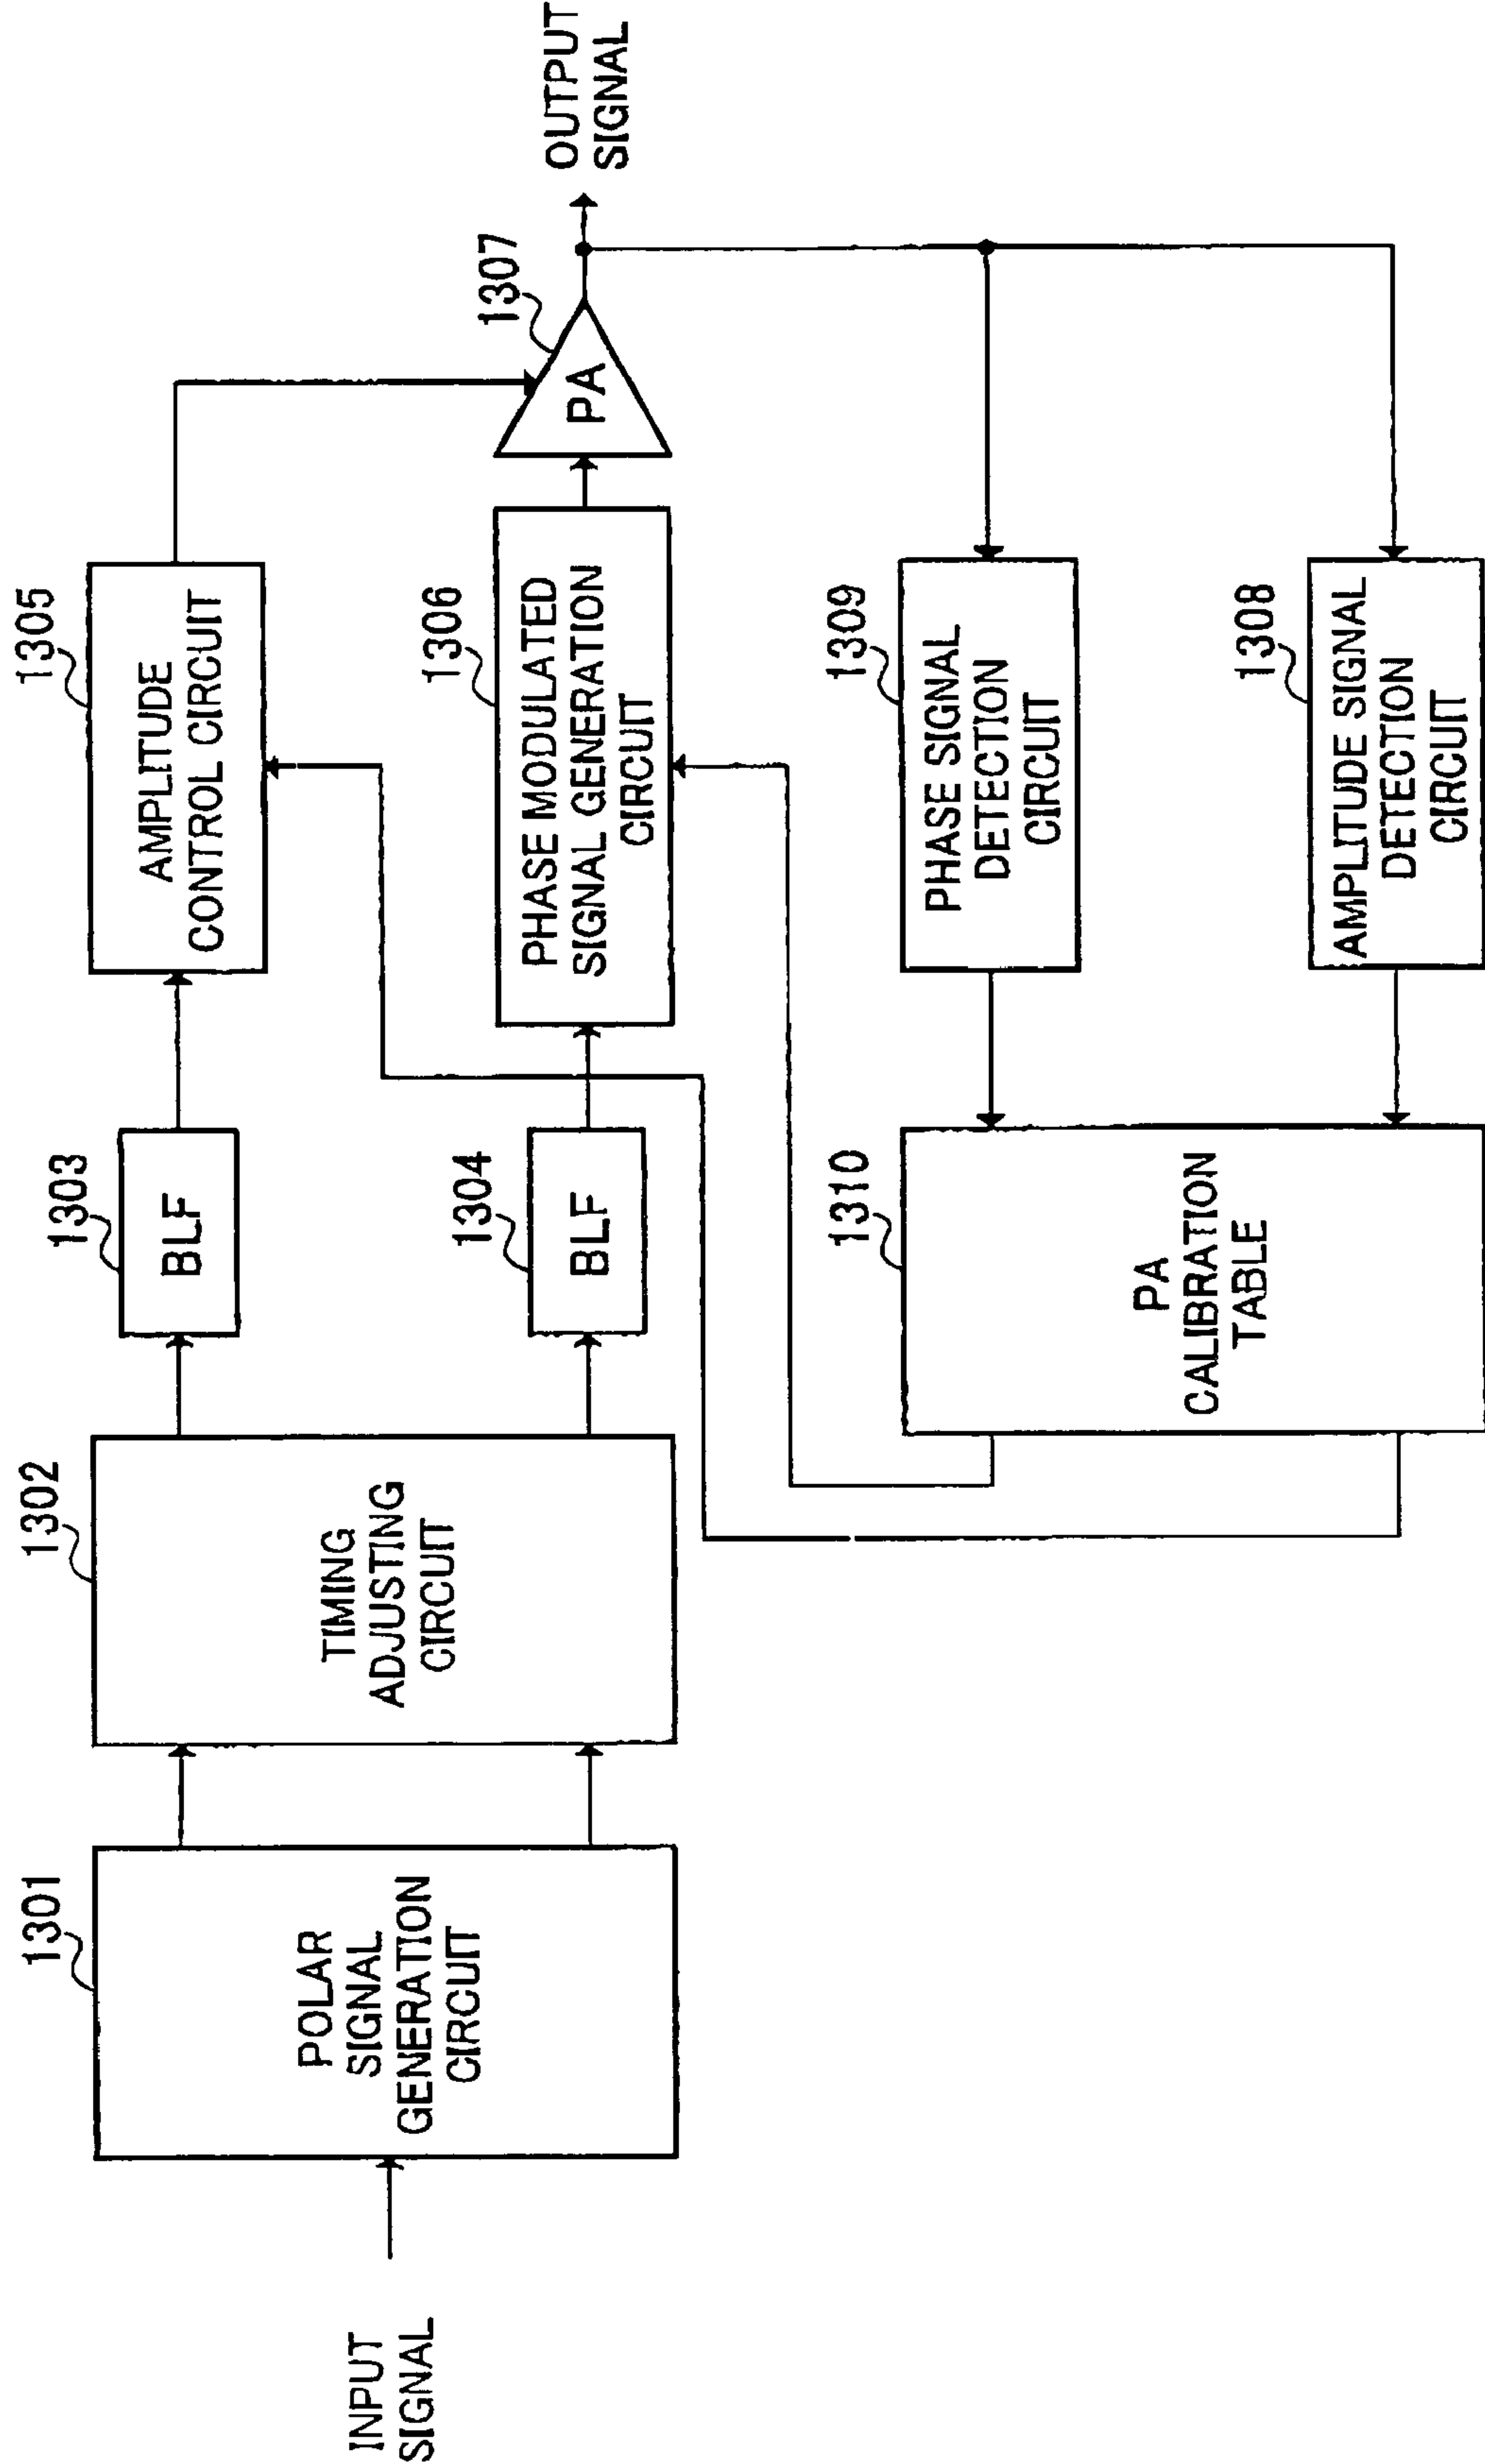 INPUT
SIGNAL
1301
POLAR
SIGNAL
GENERATION
CIRCUIT
1302
TIMING
ADJUSTING
CIRCUIT
1303
BLF
1304
BLF
1305
AMPLITUDE
CONTROL CIRCUIT
1306
PHASE MODULATED
SIGNAL GENERATION
CIRCUIT
1307
PA
OUTPUT
SIGNAL
1310
PA
CALIBRATION
TABLE
1309
PHASE SIGNAL
DETECTION
CIRCUIT
1308
AMPLITUDE SIGNAL
DETECTION
CIRCUIT